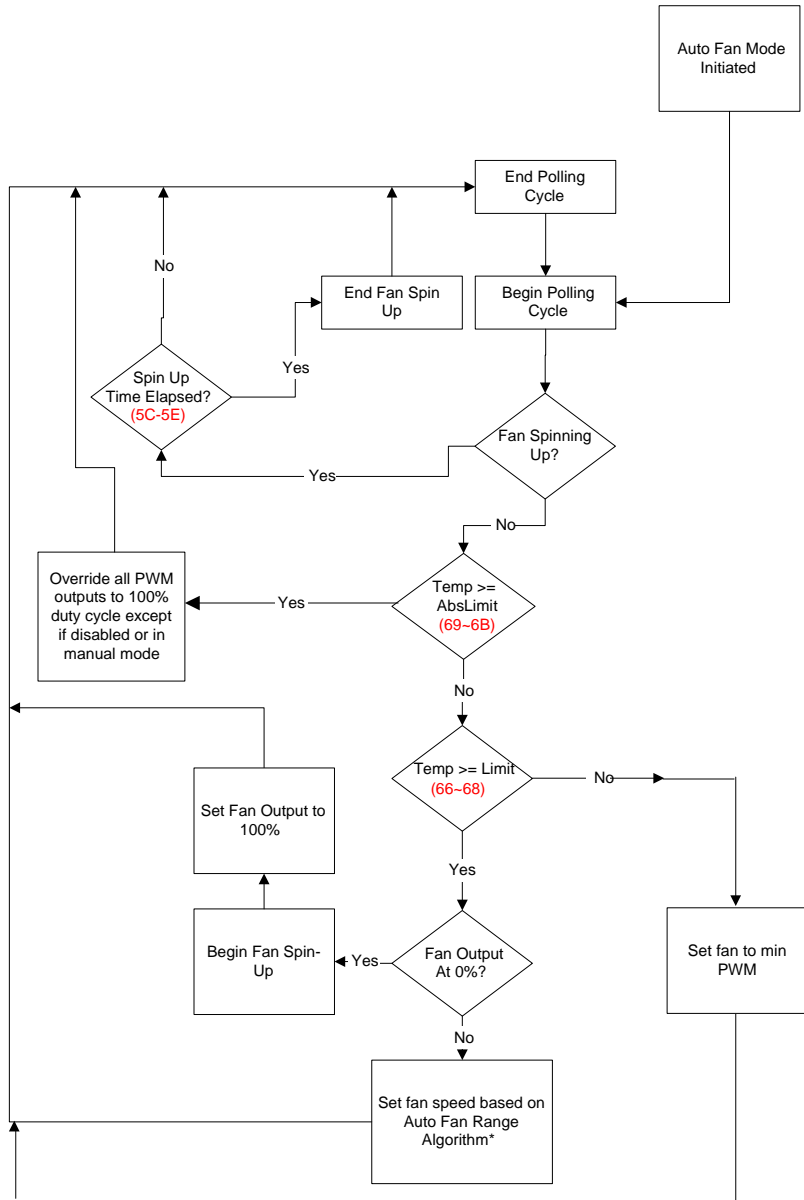 Auto Fan Mode
Initiated
End Polling
Cycle
No
End Fan Spin
Up
Begin Polling
Cycle
Yes
Spin Up
Time Elapsed?
(5C-5E)
Fan Spinning
Up?
Yes
No
Override all PWM
outputs to 100%
duty cycle except
if disabled or in
manual mode
Yes
Temp >=
AbsLimit
(69~6B)
No
Temp >= Limit
(66~68)
No
Set Fan Output to
100%
Yes
Begin Fan Spin-
Up
Yes
Fan Output
At 0%?
Set fan to min
PWM
No
Set fan speed based on
Auto Fan Range
Algorithm*